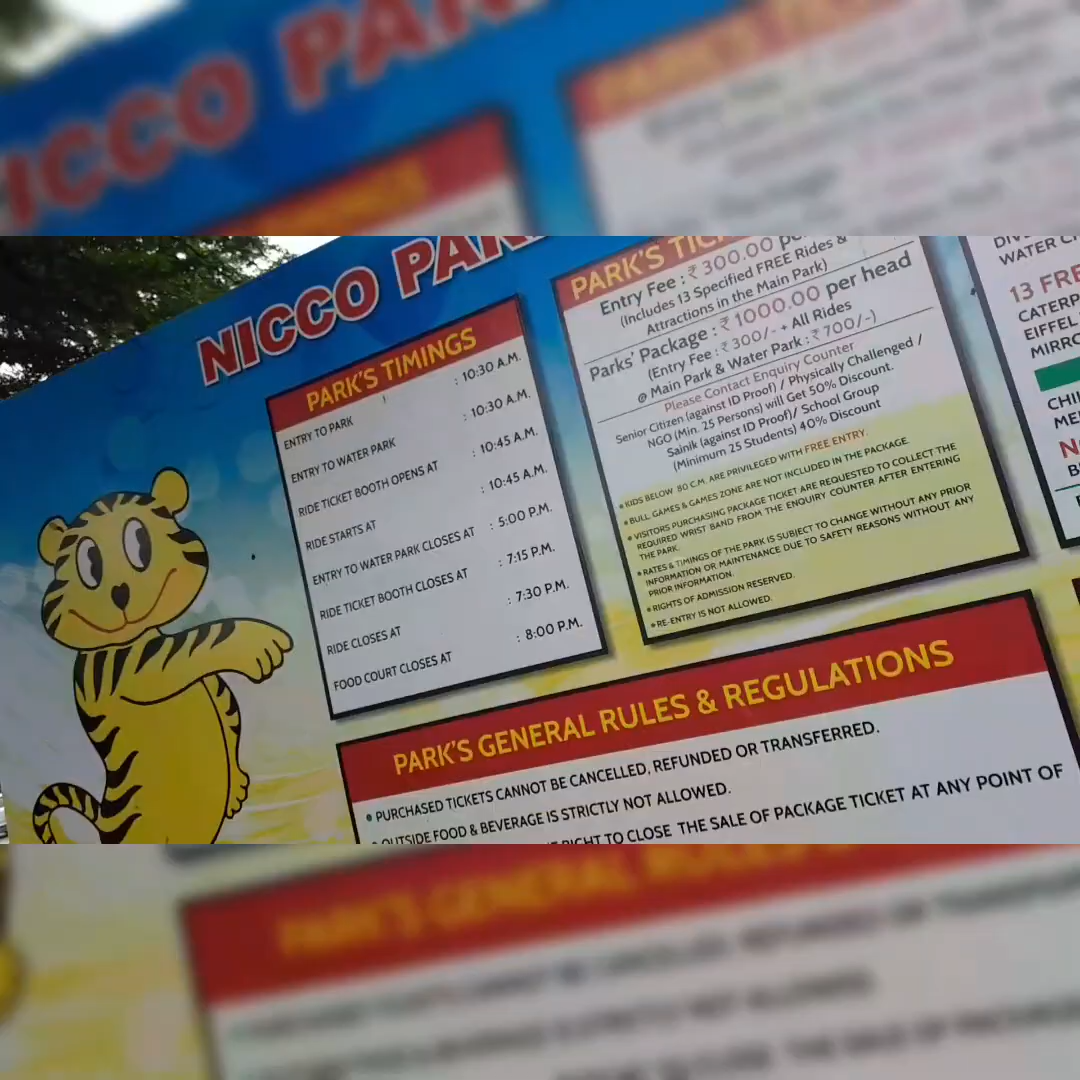 NICCO PAR
PARK'S TIMINGS
ENTRY TO PARK : 10:30 A.M.
ENTRY TO WATER PARK : 10:30 A.M.
RIDE TICKET BOOTH OPENS AT : 10:45 A.M.
RIDE STARTS AT : 10:45 A.M.
ENTRY TO WATER PARK CLOSES AT : 5:00 P.M.
RIDE TICKET BOOTH CLOSES AT : 7:15 P.M.
RIDE CLOSES AT : 7:30 P.M.
FOOD COURT CLOSES AT : 8:00 P.M.
PARK'S TIC
Entry Fee : ₹ 300.00 pe
(Includes 13 Specified FREE Rides &
Attractions in the Main Park)
Parks' Package : ₹ 1000.00 per head
(Entry Fee : ₹ 300/- + All Rides
@ Main Park & Water Park : ₹ 700/-)
Please Contact Enquiry Counter
Senior Citizen (against ID Proof) / Physically Challenged /
NGO (Min. 25 Persons) will Get 50% Discount.
Sainik (against ID Proof)/ School Group
(Minimum 25 Students) 40% Discount
• KIDS BELOW 80 C.M. ARE PRIVILEGED WITH FREE ENTRY.
• BULL GAMES & GAMES ZONE ARE NOT INCLUDED IN THE PACKAGE.
• VISITORS PURCHASING PACKAGE TICKET ARE REQUESTED TO COLLECT THE
REQUIRED WRIST BAND FROM THE ENQUIRY COUNTER AFTER ENTERING
THE PARK.
• RATES & TIMINGS OF THE PARK IS SUBJECT TO CHANGE WITHOUT ANY PRIOR
INFORMATION OR MAINTENANCE DUE TO SAFETY REASONS WITHOUT ANY
PRIOR INFORMATION.
• RIGHTS OF ADMISSION RESERVED.
• RE-ENTRY IS NOT ALLOWED.
DIV
WATER C
13 FRE
CATERP
EIFFEL
MIRRO
CHI
ME
PARK'S GENERAL RULES & REGULATIONS
• PURCHASED TICKETS CANNOT BE CANCELLED, REFUNDED OR TRANSFERRED.
• OUTSIDE FOOD & BEVERAGE IS STRICTLY NOT ALLOWED.
RIGHT TO CLOSE THE SALE OF PACKAGE TICKET AT ANY POINT OF